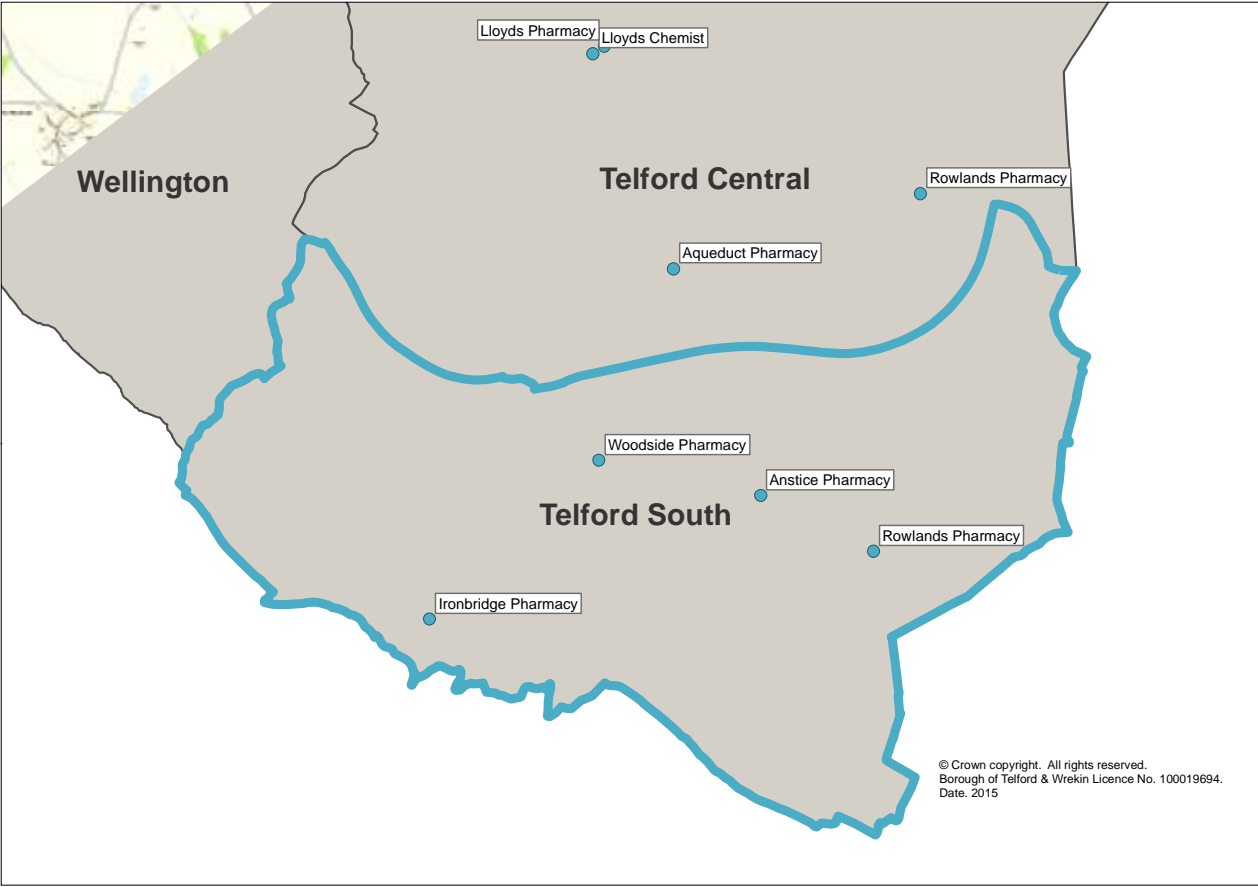 Lloyds Pharmacy
Lloyds Chemist
Wellington
Telford Central
Rowlands Pharmacy
Aqueduct Pharmacy
Woodside Pharmacy
Anstice Pharmacy
Telford South
Rowlands Pharmacy
Ironbridge Pharmacy
© Crown copyright. All rights reserved.
Borough of Telford & Wrekin Licence No. 100019694.
Date. 2015